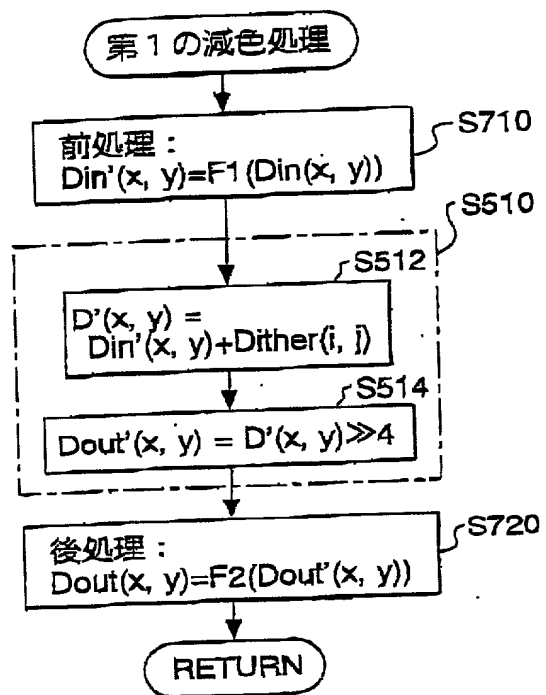 第1の減色処理
S710
前処理：
Din'(x, y)=F1(Din(x, y))
S510
S512
D'(x, y) =
Din'(x, y)+Dither(i, j)
S514
Dout'(x, y) = D'(x, y)≫4
S720
後処理：
Dout(x, y)=F2(Dout'(x, y))
RETURN